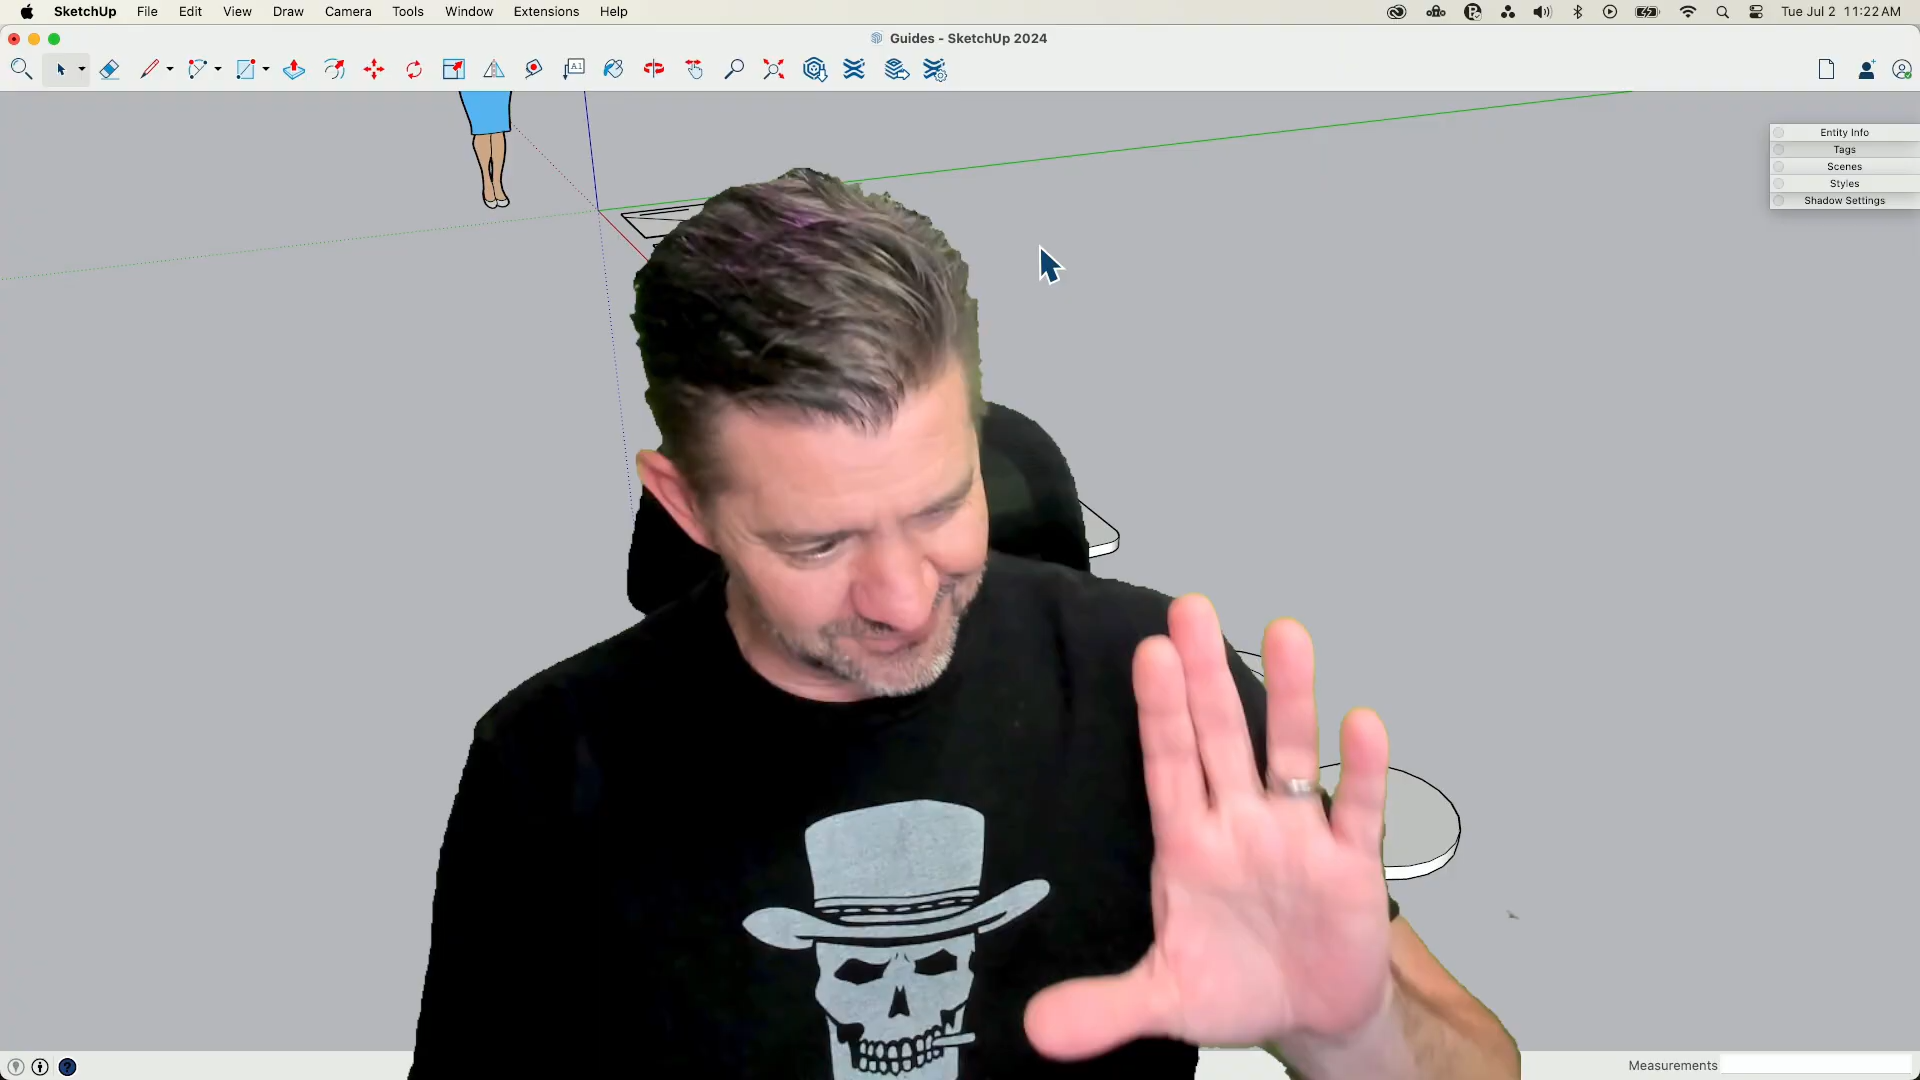 SketchUp File Edit View Draw Camera Tools Window Extensions Help Tue Jul 2 11:22 AM
Guides - SketchUp 2024
A1
Entity Info
Tags
Scenes
Styles
Shadow Settings
Measurements